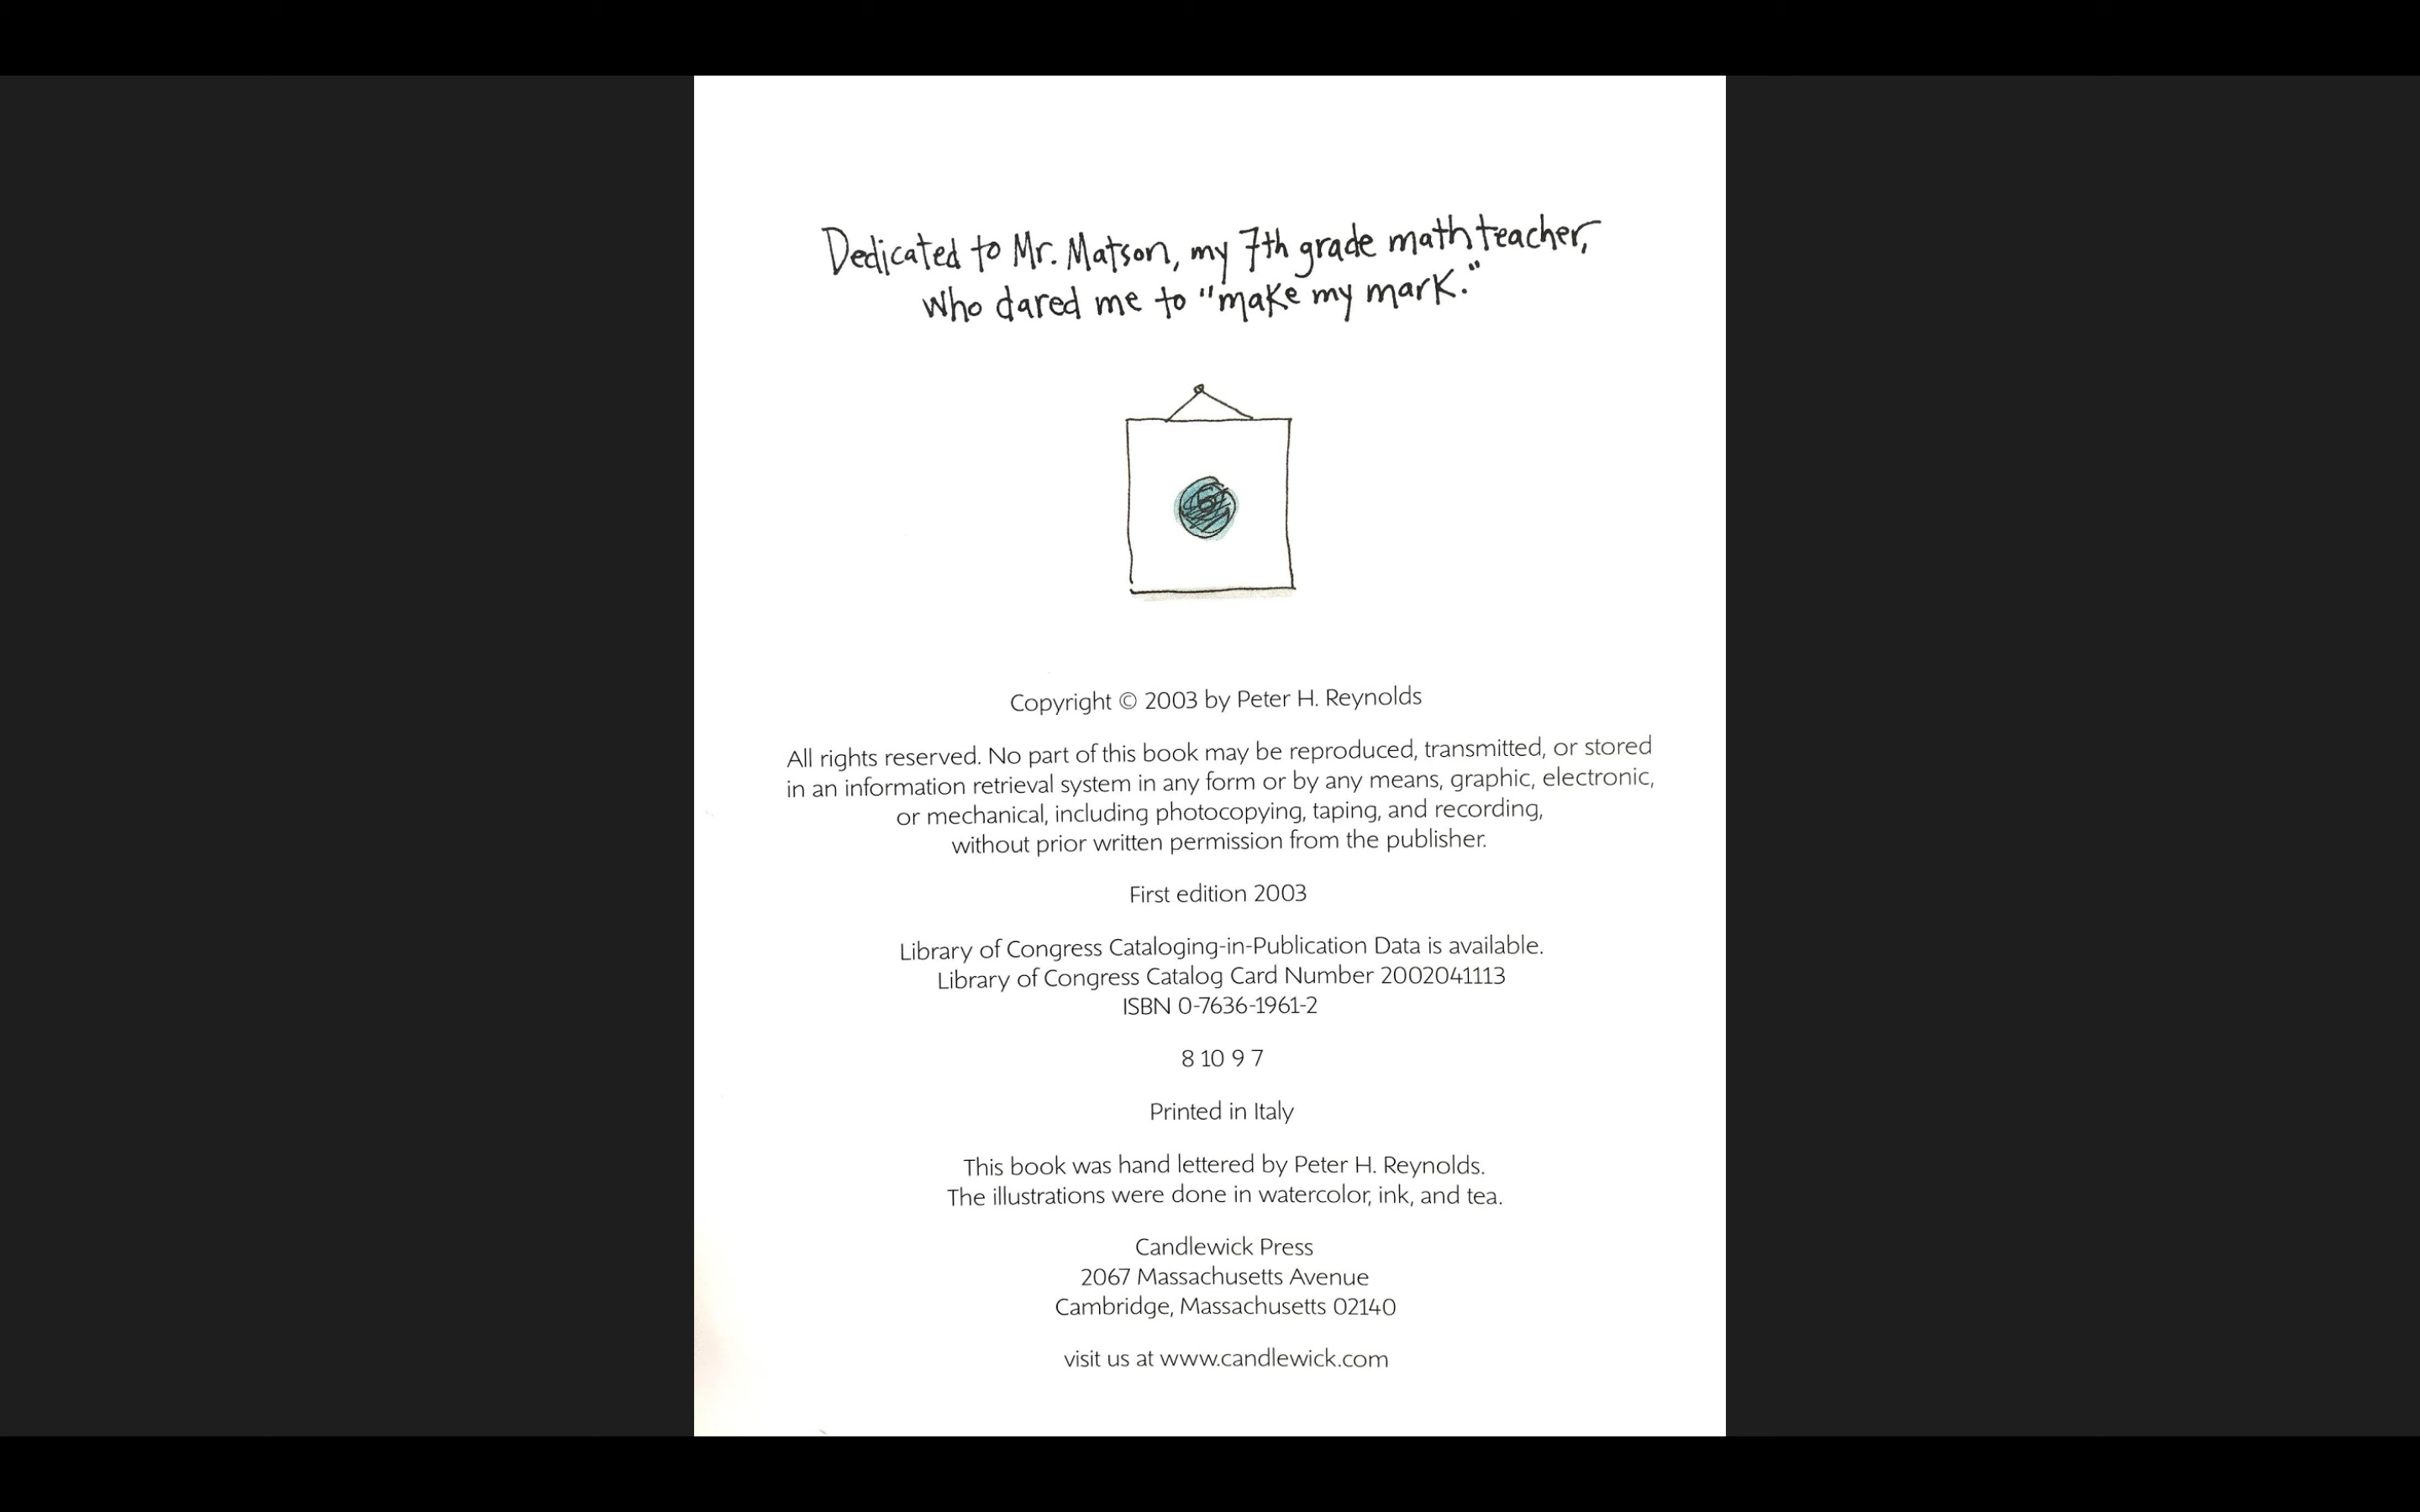 Dedicated to Mr. Matson, my 7th grade math teacher,
who dared me to "make my mark."
Copyright © 2003 by Peter H. Reynolds
All rights reserved. No part of this book may be reproduced, transmitted, or stored
in an information retrieval system in any form or by any means, graphic, electronic,
or mechanical, including photocopying, taping, and recording,
without prior written permission from the publisher.
First edition 2003
Library of Congress Cataloging-in-Publication Data is available.
Library of Congress Catalog Card Number 2002041113
ISBN 0-7636-1961-2
8 10 9 7
Printed in Italy
This book was hand lettered by Peter H. Reynolds.
The illustrations were done in watercolor, ink, and tea.
Candlewick Press
2067 Massachusetts Avenue
Cambridge, Massachusetts 02140
visit us at www.candlewick.com